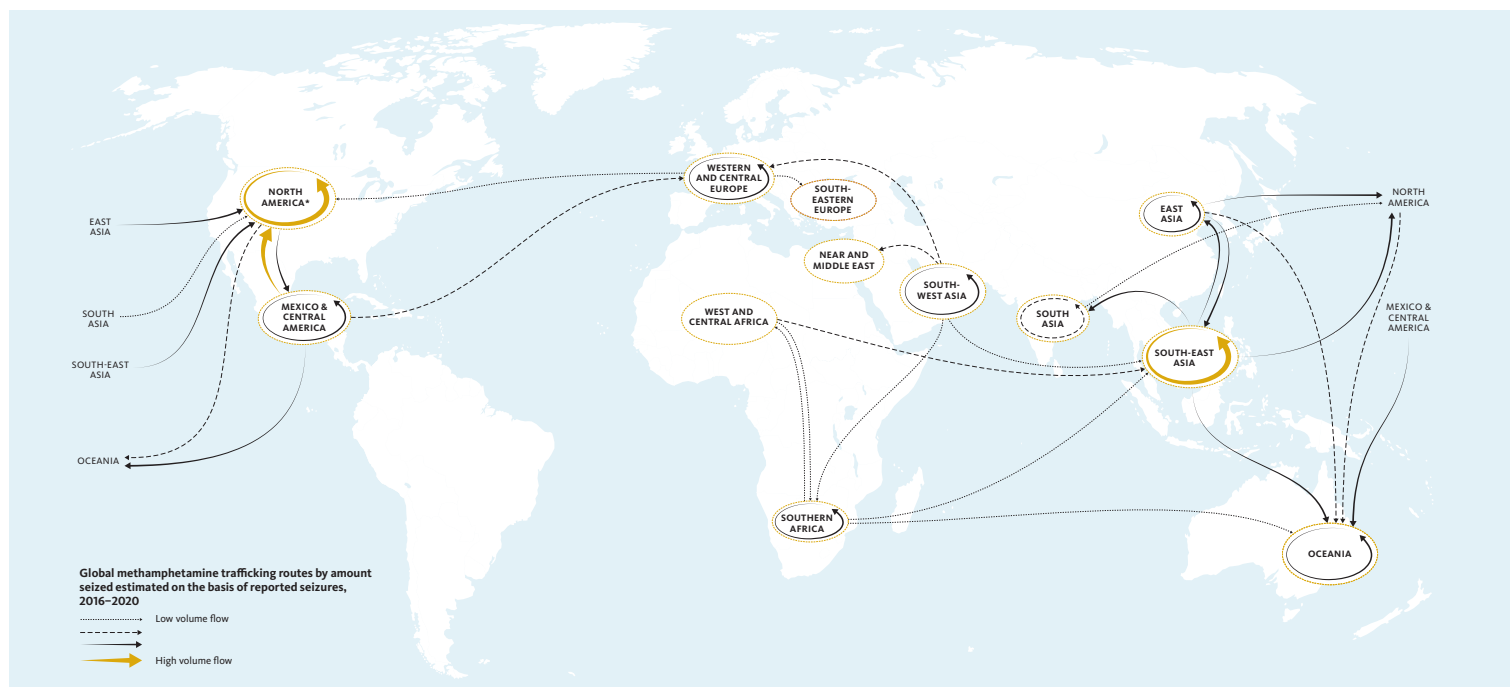 NORTH
AMERICA*
EAST
ASIA
SOUTH
ASIA
SOUTH-EAST
ASIA
OCEANIA
MEXICO &
CENTRAL
AMERICA
WESTERN
AND CENTRAL
EUROPE
SOUTH-
EASTERN
EUROPE
NEAR AND
MIDDLE EAST
SOUTH-
WEST ASIA
WEST AND
CENTRAL AFRICA
SOUTHERN
AFRICA
SOUTH
ASIA
EAST
ASIA
SOUTH-EAST
ASIA
NORTH
AMERICA
MEXICO &
CENTRAL
AMERICA
OCEANIA
Global methamphetamine trafficking routes by amount
seized estimated on the basis of reported seizures,
2016–2020
Low volume flow
High volume flow